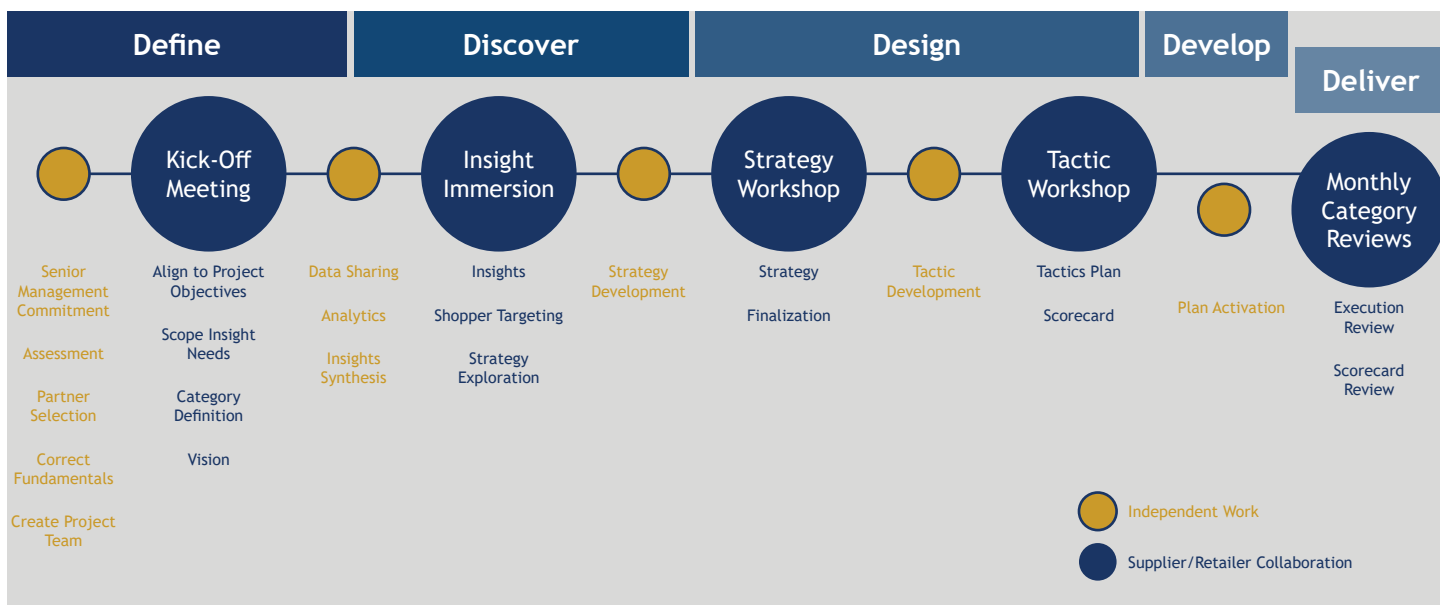 Define
Discover
Design
Develop
Deliver
Kick-Off
Meeting
Insight
Immersion
Strategy
Workshop
Tactic
Workshop
Monthly
Category
Reviews
Senior
Management
Commitment
Assessment
Partner
Selection
Correct
Fundamentals
Create Project
Team
Align to Project
Objectives
Scope Insight
Needs
Category
Definition
Vision
Data Sharing
Analytics
Insights
Synthesis
Insights
Shopper Targeting
Strategy
Exploration
Strategy
Development
Strategy
Finalization
Tactic
Development
Tactics Plan
Scorecard
Plan Activation
Execution
Review
Scorecard
Review
Independent Work
Supplier/Retailer Collaboration